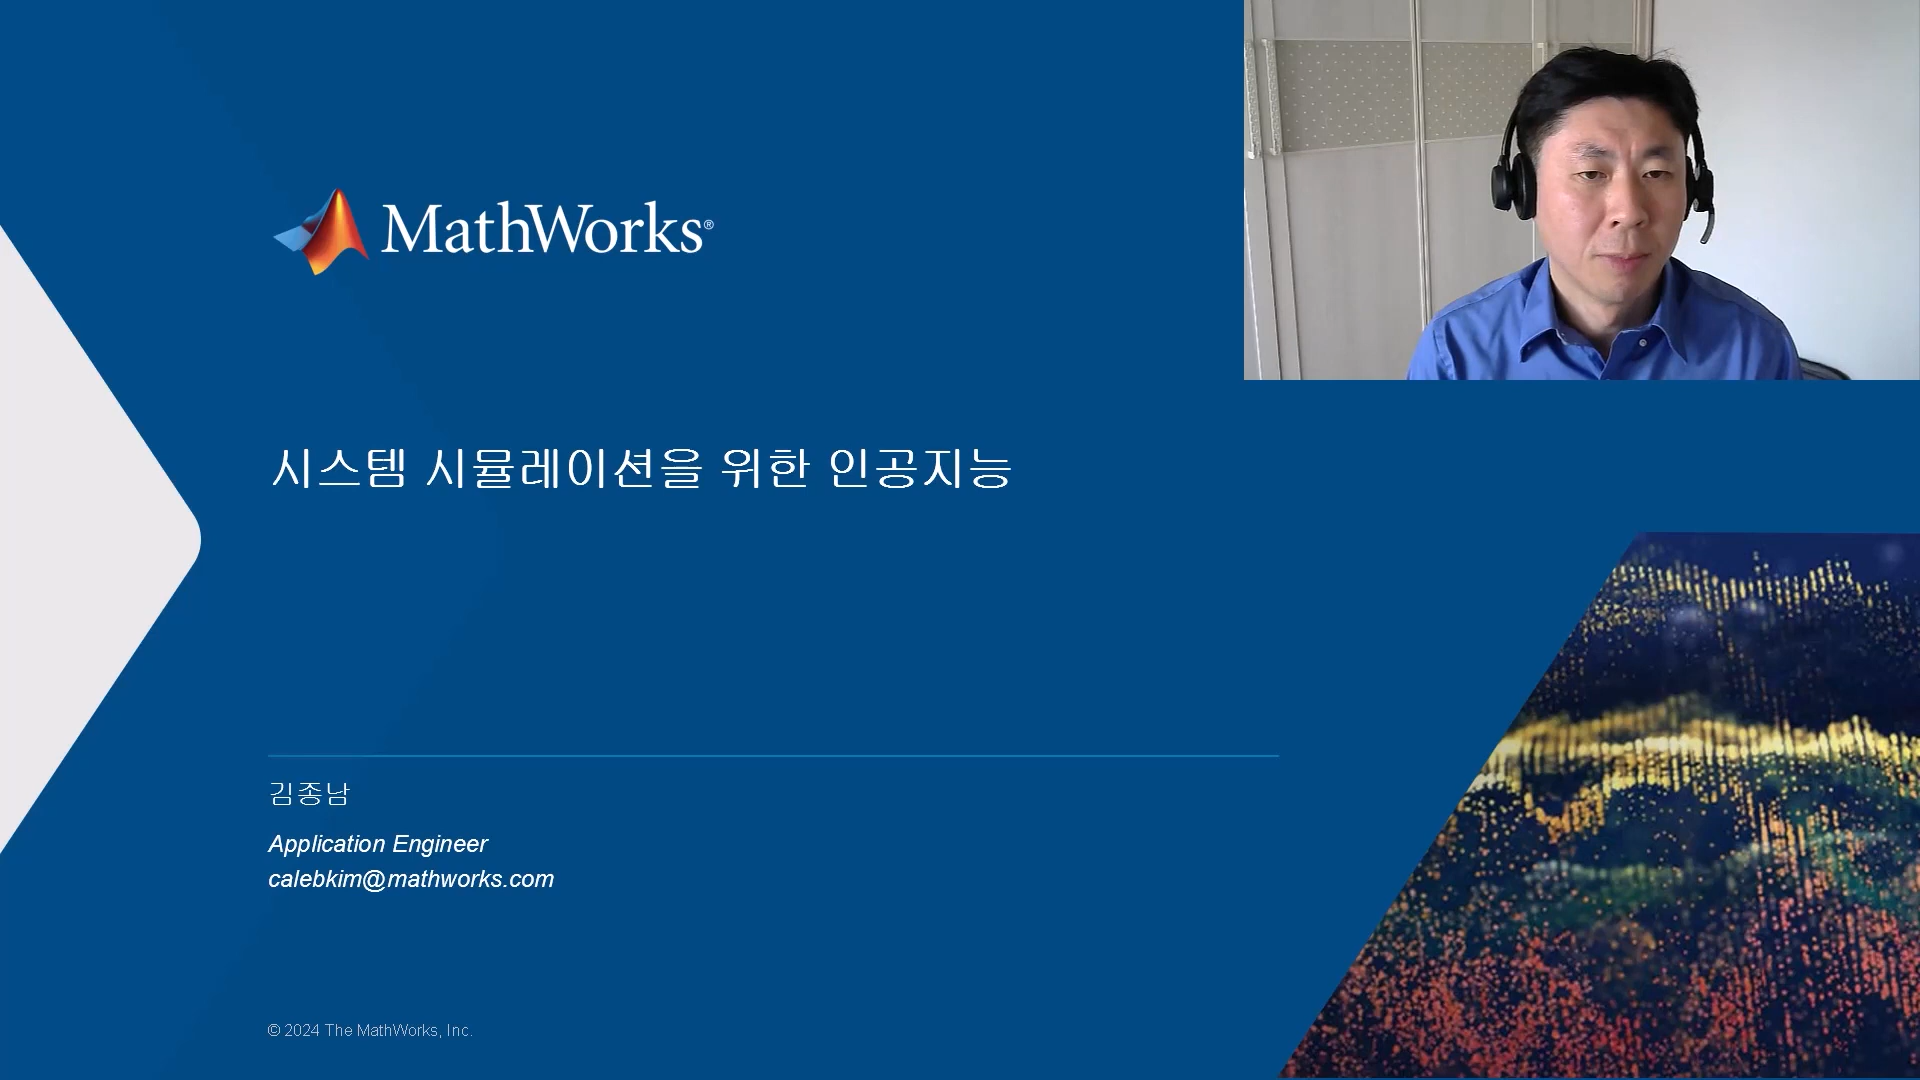 MathWorks®
시스템 시뮬레이션을 위한 인공지능
김종남
Application Engineer
calebkim@mathworks.com
© 2024 The MathWorks, Inc.